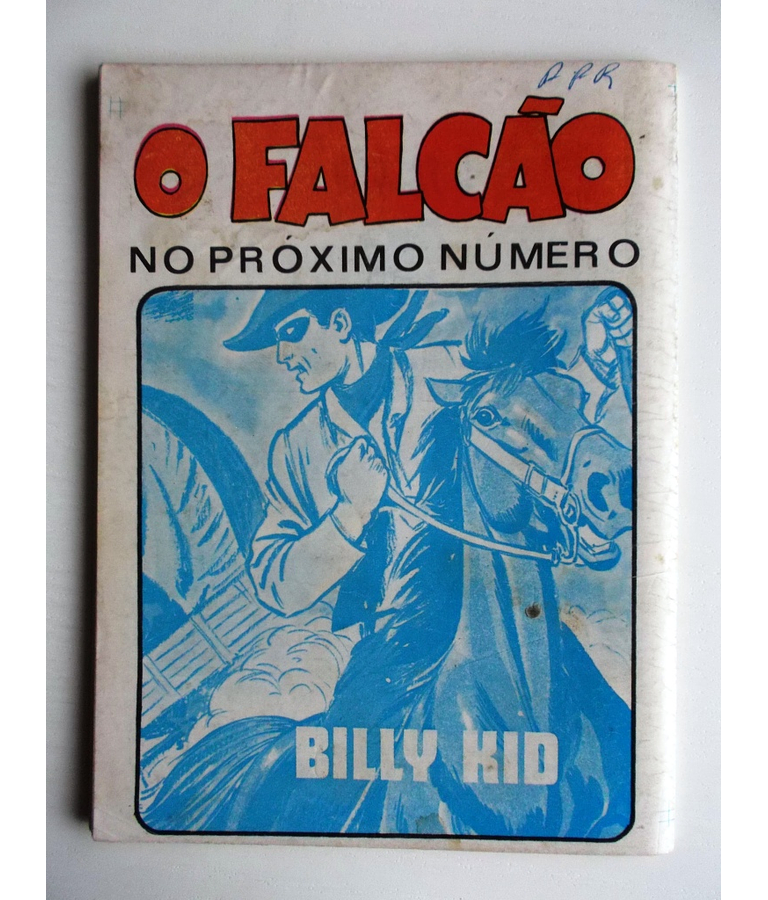 O FALCÃO
NO PRÓXIMO NÚMERO
BILLY KID